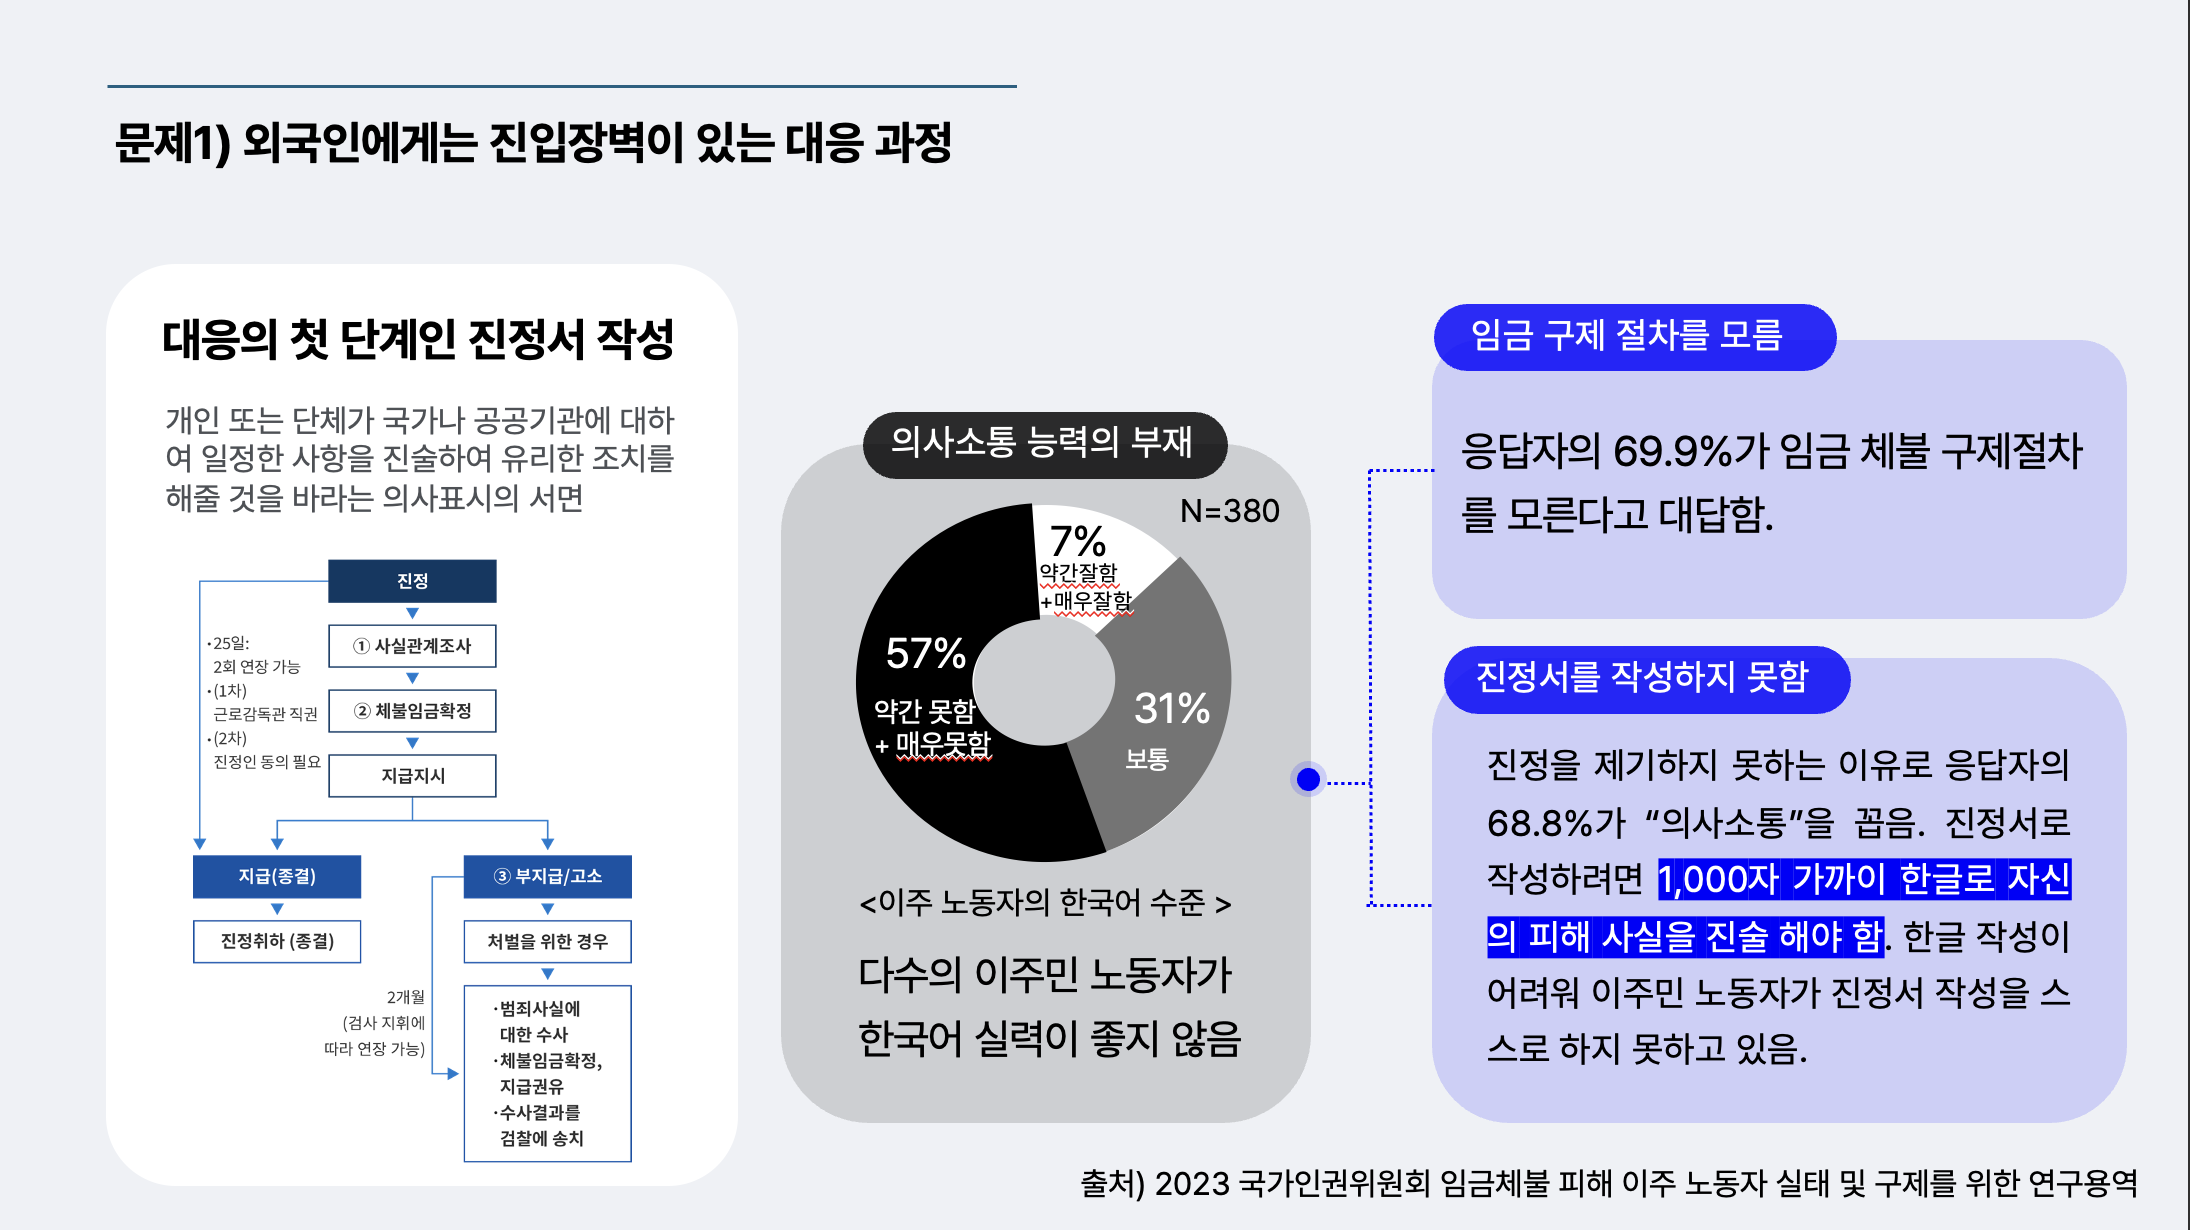 문제1) 외국인에게는 진입장벽이 있는 대응 과정
대응의 첫 단계인 진정서 작성
개인 또는 단체가 국가나 공공기관에 대하
여 일정한 사항을 진술하여 유리한 조치를
해줄 것을 바라는 의사표시의 서면
진정
① 사실관계조사
② 체불임금확정
지급지시
·25일:
2회 연장 가능
·(1차)
근로감독관 직권
·(2차)
진정인 동의 필요
지급(종결)
진정취하 (종결)
③ 부지급/고소
처벌을 위한 경우
2개월
(검사 지휘에
따라 연장 가능)
·범죄사실에
대한 수사
·체불임금확정,
지급권유
·수사결과를
검찰에 송치
의사소통 능력의 부재
N=380
7%
약간잘함
+매우잘함
57%
약간 못함
+ 매우못함
31%
보통
<이주 노동자의 한국어 수준 >
다수의 이주민 노동자가
한국어 실력이 좋지 않음
임금 구제 절차를 모름
응답자의 69.9%가 임금 체불 구제절차
를 모른다고 대답함.
진정서를 작성하지 못함
진정을 제기하지 못하는 이유로 응답자의
68.8%가 “의사소통”을 꼽음. 진정서로
작성하려면 1,000자 가까이 한글로 자신
의 피해 사실을 진술 해야 함. 한글 작성이
어려워 이주민 노동자가 진정서 작성을 스
스로 하지 못하고 있음.
출처) 2023 국가인권위원회 임금체불 피해 이주 노동자 실태 및 구제를 위한 연구용역